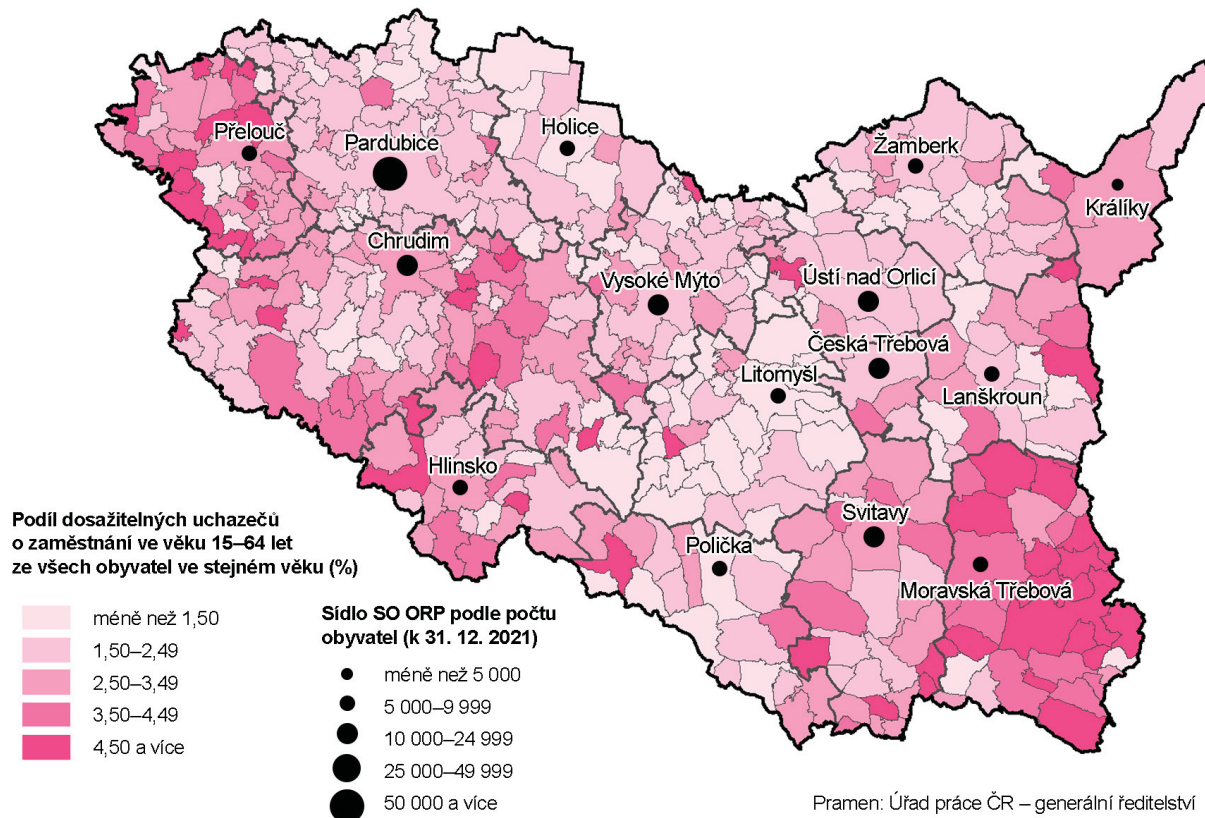 Přelouč
Pardubice
Holice
Žamberk
Králíky
Chrudim
Vysoké Mýto
Ústí nad Orlicí
Česká Třebová
Litomyšl
Lanškroun
Hlinsko
Svitavy
Polička
Moravská Třebová
Podíl dosažitelných uchazečů
o zaměstnání ve věku 15–64 let
ze všech obyvatel ve stejném věku (%)
méně než 1,50
1,50–2,49
2,50–3,49
3,50–4,49
4,50 a více
Sídlo SO ORP podle počtu
obyvatel (k 31. 12. 2021)
méně než 5 000
5 000–9 999
10 000–24 999
25 000–49 999
50 000 a více
Pramen: Úřad práce ČR – generální ředitelství